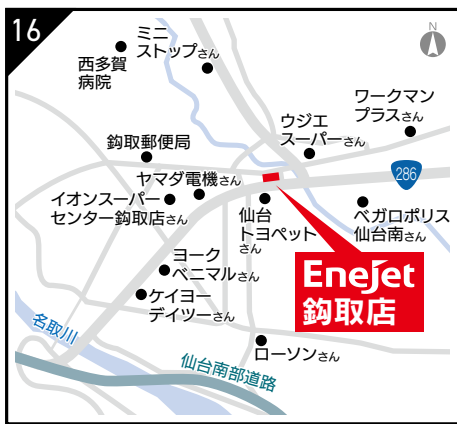 16
N
ミニ
ストップさん
西多賀
病院
ワークマン
プラスさん
ウジエ
スーパーさん
鈎取郵便局
ヤマダ電機さん
286
イオンスーパー
センター鈎取店さん
仙台
トヨペット
さん
ベガロポリス
仙台南さん
ヨーク
ベニマルさん
EneJet
鈎取店
ケイヨー
デイツーさん
名取川
ローソンさん
仙台南部道路